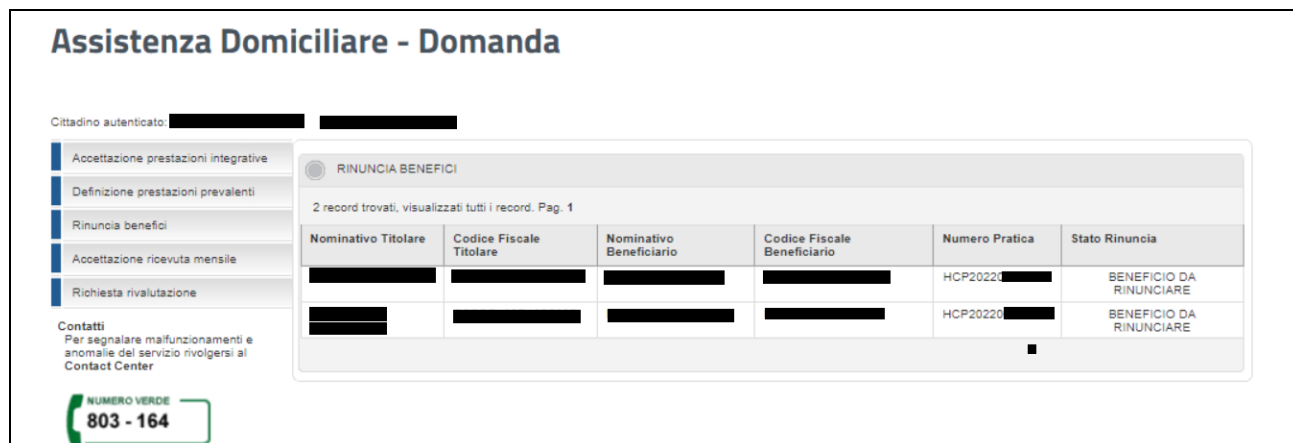 Assistenza Domiciliare - Domanda
Cittadino autenticato:
Accettazione prestazioni integrative
Definizione prestazioni prevalenti
Rinuncia benefici
Accettazione ricevuta mensile
Richiesta rivalutazione
Contatti
Per segnalare malfunzionamenti e
anomalie del servizio rivolgersi al
Contact Center
NUMERO VERDE
803 - 164
RINUNCIA BENEFICI
2 record trovati, visualizzati tutti i record. Pag. 1
Nominativo Titolare Codice Fiscale Titolare Nominativo Beneficiario Codice Fiscale Beneficiario Numero Pratica Stato Rinuncia
HCP20220 BENEFICIO DA
RINUNCIARE
HCP20220 BENEFICIO DA
RINUNCIARE